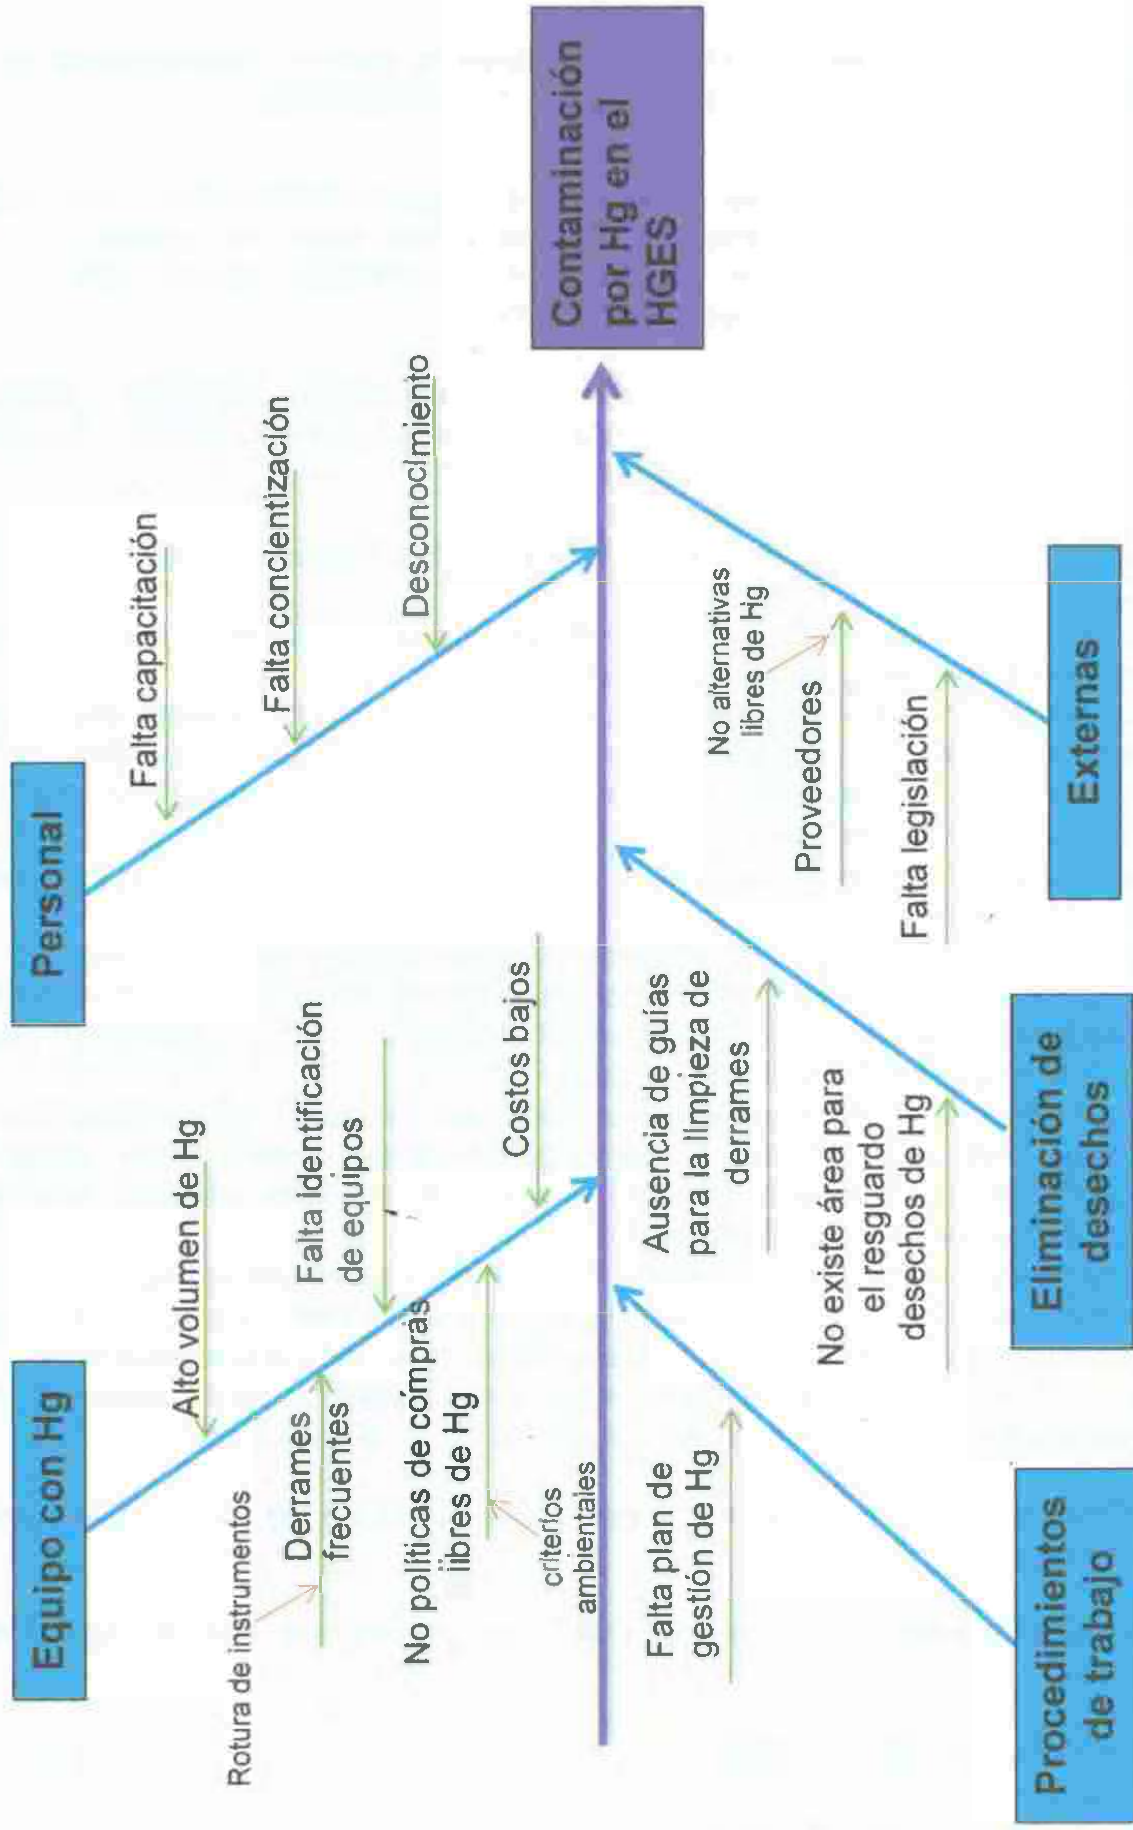 Equipo con Hg
Personal
Rotura de instrumentos
Alto volumen de Hg
Derrames
frecuentes
Falta identificación
de equipos
No políticas de compras
libres de Hg
criterios
ambientales
Costos bajos
Falta capacitación
Falta concientización
Desconocimiento
Contaminación
por Hg en el
HGES
Falta plan de
gestión de Hg
Ausencia de guías
para la limpieza de
derrames
No existe área para
el resguardo
desechos de Hg
No alternativas
libres de Hg
Proveedores
Falta legislación
Procedimientos
de trabajo
Eliminación de
desechos
Externas